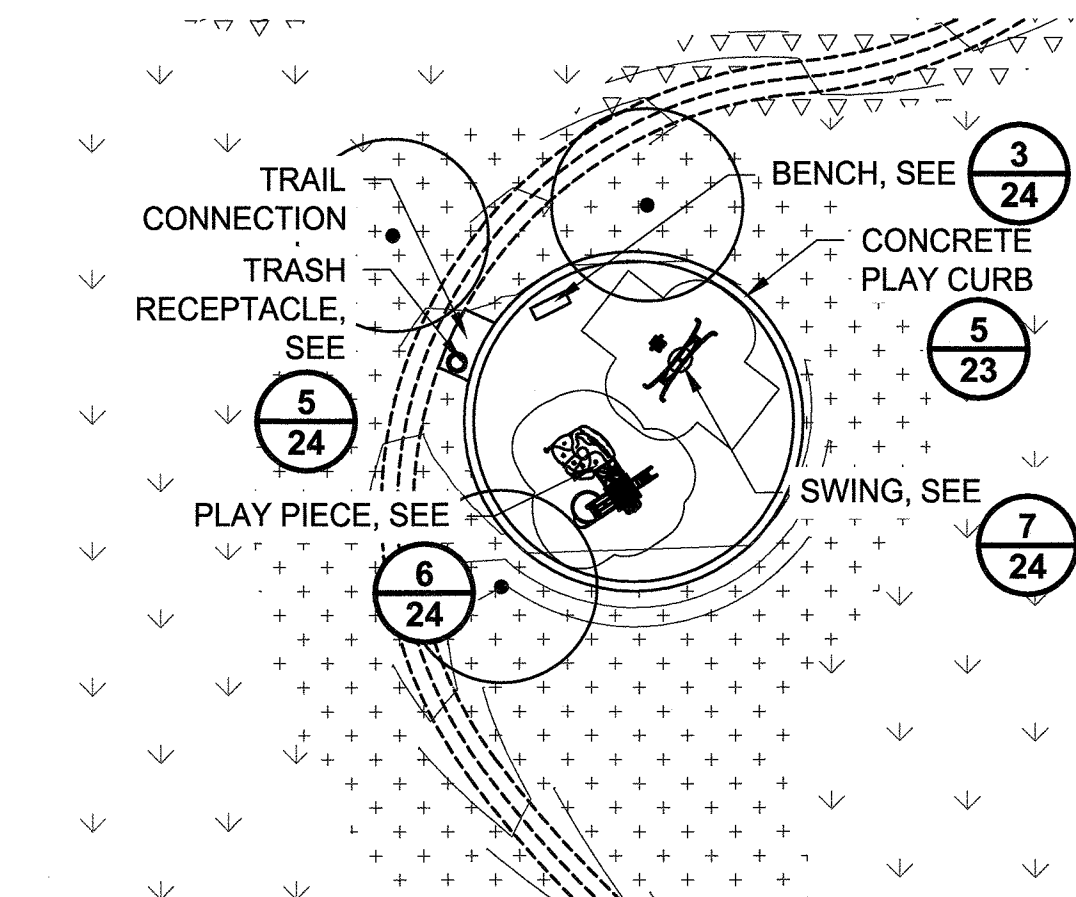 TRAIL
CONNECTION
TRASH
RECEPTACLE,
SEE
5
24
PLAY PIECE, SEE
6
24
BENCH, SEE
3
24
CONCRETE
PLAY CURB
5
23
SWING, SEE
7
24